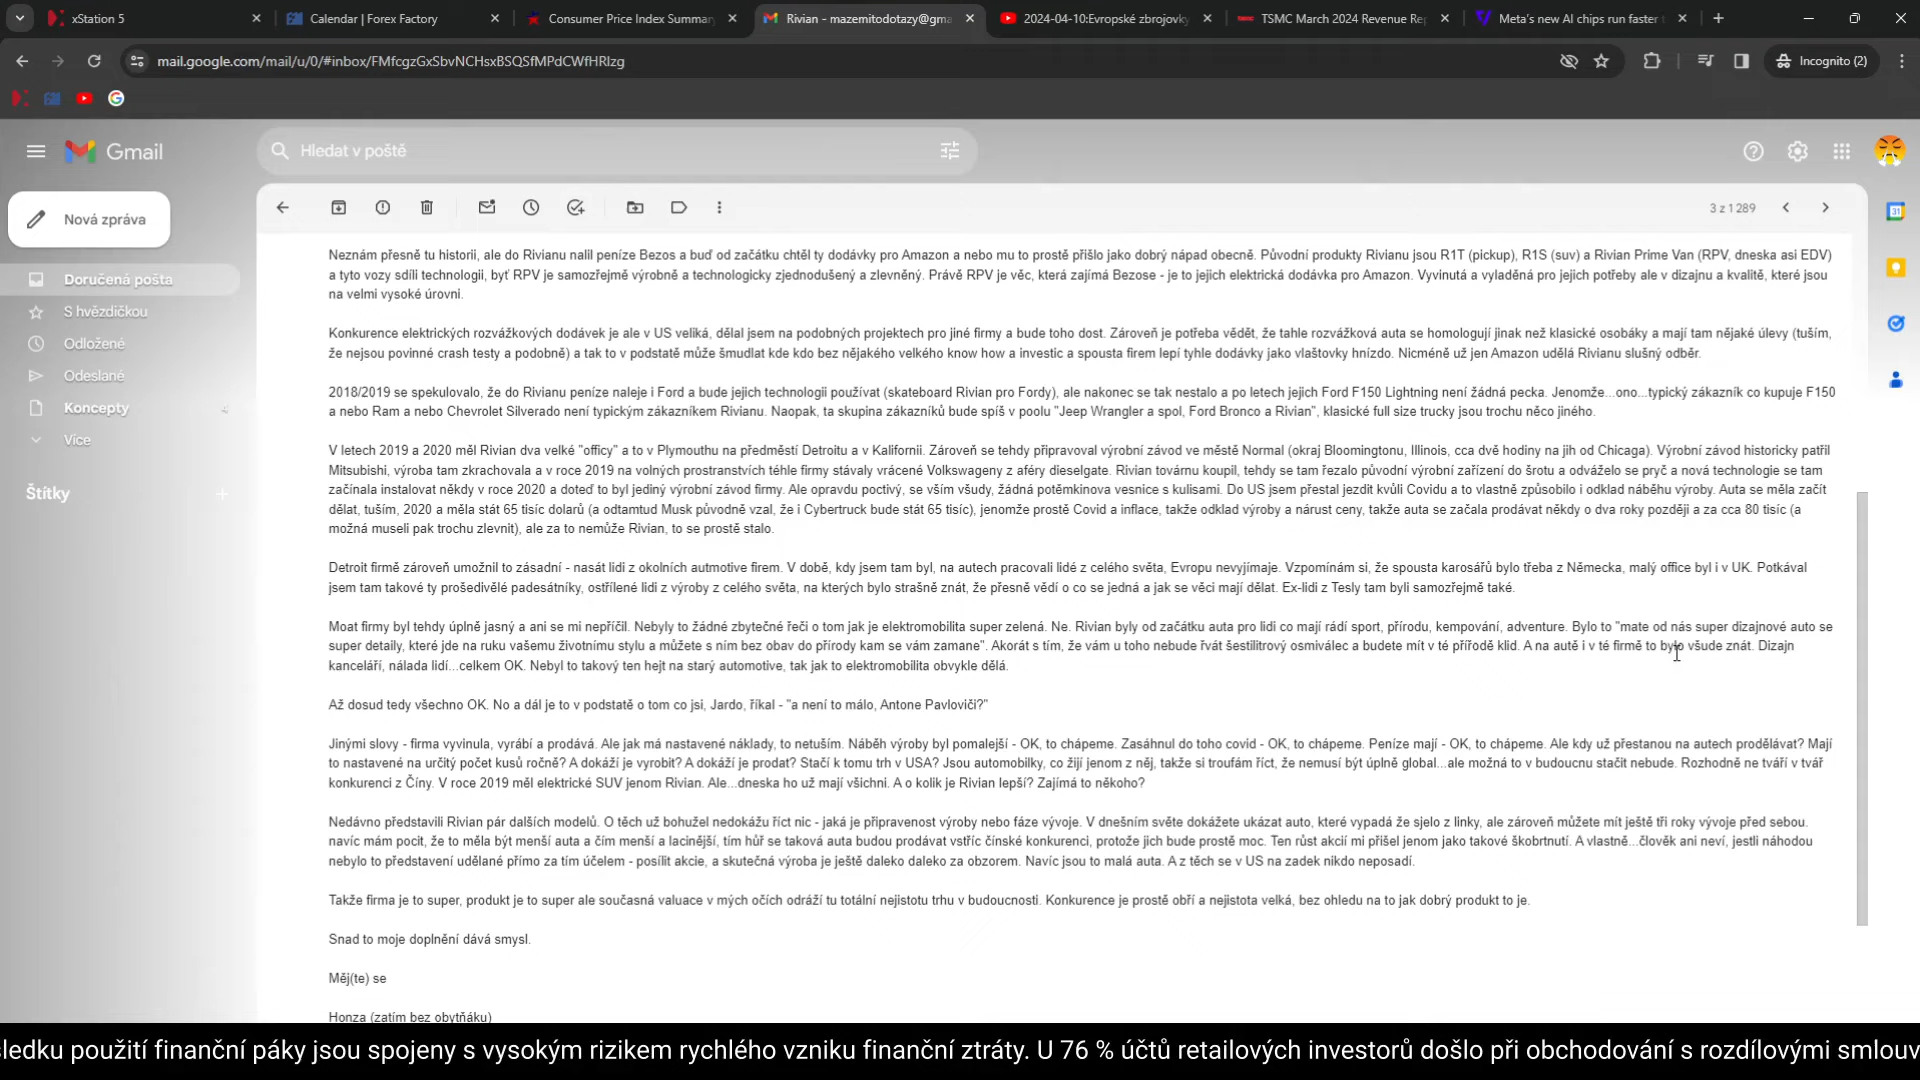 xStation 5
Calendar | Forex Factory
Consumer Price Index Summary
Rivian - mazemitodotazy@gma
2024-04-10:Evropské zbrojovky
TSMC March 2024 Revenue Re
Meta's new AI chips run faster t
mail.google.com/mail/u/0/#inbox/FMfcgzGxSbvNCHsxBSQSfMPdCWfHRlzg
Incognito (2)
Gmail
Hledat v poště
Nová zpráva
3 z 1 289
Doručená pošta
S hvězdičkou
Odložené
Odeslané
Koncepty
Více
Štítky
Neznám přesně tu historii, ale do Rivianu nalil peníze Bezos a buď od začátku chtěl ty dodávky pro Amazon a nebo mu to prostě přišlo jako dobrý nápad obecně. Původní produkty Rivianu jsou R1T (pickup), R1S (suv) a Rivian Prime Van (RPV, dneska asi EDV)
a tyto vozy sdílí technologii, byť RPV je samozřejmě výrobně a technologicky zjednodušený a zlevněný. Právě RPV je věc, která zajímá Bezose - je to jejich elektrická dodávka pro Amazon. Vyvinutá a vyladěná pro jejich potřeby ale v dizajnu a kvalitě, které jsou
na velmi vysoké úrovni.
Konkurence elektrických rozvážkových dodávek je ale v US veliká, dělal jsem na podobných projektech pro jiné firmy a bude toho dost. Zároveň je potřeba vědět, že tahle rozvážková auta se homologují jinak než klasické osobáky a mají tam nějaké úlevy (tuším,
že nejsou povinné crash testy a podobně) a tak to v podstatě může šmudlat kde kdo bez nějakého velkého know how a investic a spousta firem lepí tyhle dodávky jako vlaštovky hnízdo. Nicméně už jen Amazon udělá Rivianu slušný odběr.
2018/2019 se spekulovalo, že do Rivianu peníze naleje i Ford a bude jejich technologii používat (skateboard Rivian pro Fordy), ale nakonec se tak nestalo a po letech jejich Ford F150 Lightning není žádná pecka. Jenomže...ono...typický zákazník co kupuje F150
a nebo Ram a nebo Chevrolet Silverado není typickým zákazníkem Rivianu. Naopak, ta skupina zákazníků bude spíš v poolu "Jeep Wrangler a spol, Ford Bronco a Rivian", klasické full size trucky jsou trochu něco jiného.
V letech 2019 a 2020 měl Rivian dva velké "officy" a to v Plymouthu na předměstí Detroitu a v Kalifornii. Zároveň se tehdy připravoval výrobní závod ve městě Normal (okraj Bloomingtonu, Illinois, cca dvě hodiny na jih od Chicaga). Výrobní závod historicky patřil
Mitsubishi, výroba tam zkrachovala a v roce 2019 na volných prostranstvích téhle firmy stávaly vrácené Volkswageny z aféry dieselgate. Rivian továrnu koupil, tehdy se tam řezalo původní výrobní zařízení do šrotu a odváželo se pryč a nová technologie se tam
začínala instalovat někdy v roce 2020 a doteď to byl jediný výrobní závod firmy. Ale opravdu poctivý, se vším všudy, žádná potěmkinova vesnice s kulisami. Do US jsem přestal jezdit kvůli Covidu a to vlastně způsobilo i odklad náběhu výroby. Auta se měla začít
dělat, tuším, 2020 a měla stát 65 tisíc dolarů (a odtamtud Musk původně vzal, že i Cybertruck bude stát 65 tisíc), jenomže prostě Covid a inflace, takže odklad výroby a nárust ceny, takže auta se začala prodávat někdy o dva roky později a za cca 80 tisíc (a
možná museli pak trochu zlevnit), ale za to nemůže Rivian, to se prostě stalo.
Detroit firmě zároveň umožnil to zásadní - nasát lidi z okolních autmotive firem. V době, kdy jsem tam byl, na autech pracovali lidé z celého světa, Evropu nevyjímaje. Vzpomínám si, že spousta karosářů bylo třeba z Německa, malý office byl i v UK. Potkával
jsem tam takové ty prošedivělé padesátníky, ostřílené lidi z výroby z celého světa, na kterých bylo strašně znát, že přesně vědí o co se jedná a jak se věci mají dělat. Ex-lidi z Tesly tam byli samozřejmě také.
Moat firmy byl tehdy úplně jasný a ani se mi nepříčil. Nebyly to žádné zbytečné řeči o tom jak je elektromobilita super zelená. Ne. Rivian byly od začátku auta pro lidi co mají rádí sport, přírodu, kempování, adventure. Bylo to "mate od nás super dizajnové auto se
super detaily, které jde na ruku vašemu životnímu stylu a můžete s ním bez obav do přírody kam se vám zamane". Akorát s tím, že vám u toho nebude řvát šestilitrový osmiválec a budete mít v té přířodě klid. A na autě i v té firmě to bylo všude znát. Dizajn
kanceláří, nálada lidí...celkem OK. Nebyl to takový ten hejt na starý automotive, tak jak to elektromobilita obvykle dělá.
Až dosud tedy všechno OK. No a dál je to v podstatě o tom co jsi, Jardo, říkal - "a není to málo, Antone Pavloviči?"
Jinými slovy - firma vyvinula, vyrábí a prodává. Ale jak má nastavené náklady, to netuším. Náběh výroby byl pomalejší - OK, to chápeme. Zasáhnul do toho covid - OK, to chápeme. Peníze mají - OK, to chápeme. Ale kdy už přestanou na autech prodělávat? Mají
to nastavené na určitý počet kusů ročně? A dokáží je vyrobit? A dokáží je prodat? Stačí k tomu trh v USA? Jsou automobilky, co žijí jenom z něj, takže si troufám říct, že nemusí být úplně global...ale možná to v budoucnu stačit nebude. Rozhodně ne tváří v tvář
konkurenci z Číny. V roce 2019 měl elektrické SUV jenom Rivian. Ale...dneska ho už mají všichni. A o kolik je Rivian lepší? Zajímá to někoho?
Nedávno představili Rivian pár dalších modelů. O těch už bohužel nedokážu říct nic - jaká je připravenost výroby nebo fáze vývoje. V dnešním světe dokážete ukázat auto, které vypadá že sjelo z linky, ale zároveň můžete mít ještě tři roky vývoje před sebou.
navíc mám pocit, že to měla být menší auta a čím menší a lacinější, tím hůř se taková auta budou prodávat vstříc čínské konkurenci, protože jich bude prostě moc. Ten růst akcií mi přišel jenom jako takové škobrtnutí. A vlastně...člověk ani neví, jestli náhodou
nebylo to představení udělané přímo za tím účelem - posílit akcie, a skutečná výroba je ještě daleko daleko za obzorem. Navíc jsou to malá auta. A z těch se v US na zadek nikdo neposadí.
Takže firma je to super, produkt je to super ale současná valuace v mých očích odráží tu totální nejistotu trhu v budoucnosti. Konkurence je prostě obří a nejistota velká, bez ohledu na to jak dobrý produkt to je.
Snad to moje doplnění dává smysl.
Měj(te) se
Honza (zatím bez obytňáku)
sledku použití finanční páky jsou spojeny s vysokým rizikem rychlého vzniku finanční ztráty. U 76 % účtů retailových investorů došlo při obchodování s rozdílovými smlouv